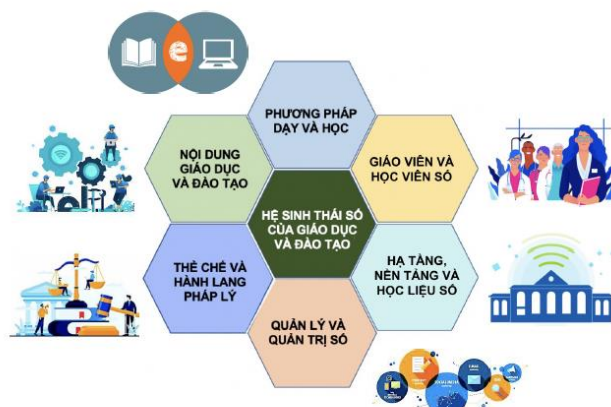 e
PHƯƠNG PHÁP
DẠY VÀ HỌC
NỘI DUNG
GIÁO DỤC
VÀ ĐÀO TẠO
GIÁO VIÊN VÀ
HỌC VIÊN SỐ
HỆ SINH THÁI SỐ
CỦA GIÁO DỤC
VÀ ĐÀO TẠO
THỂ CHẾ VÀ
HÀNH LANG
PHÁP LÝ
HẠ TẦNG,
NỀN TẢNG VÀ
HỌC LIỆU SỐ
QUẢN LÝ VÀ
QUẢN TRỊ SỐ